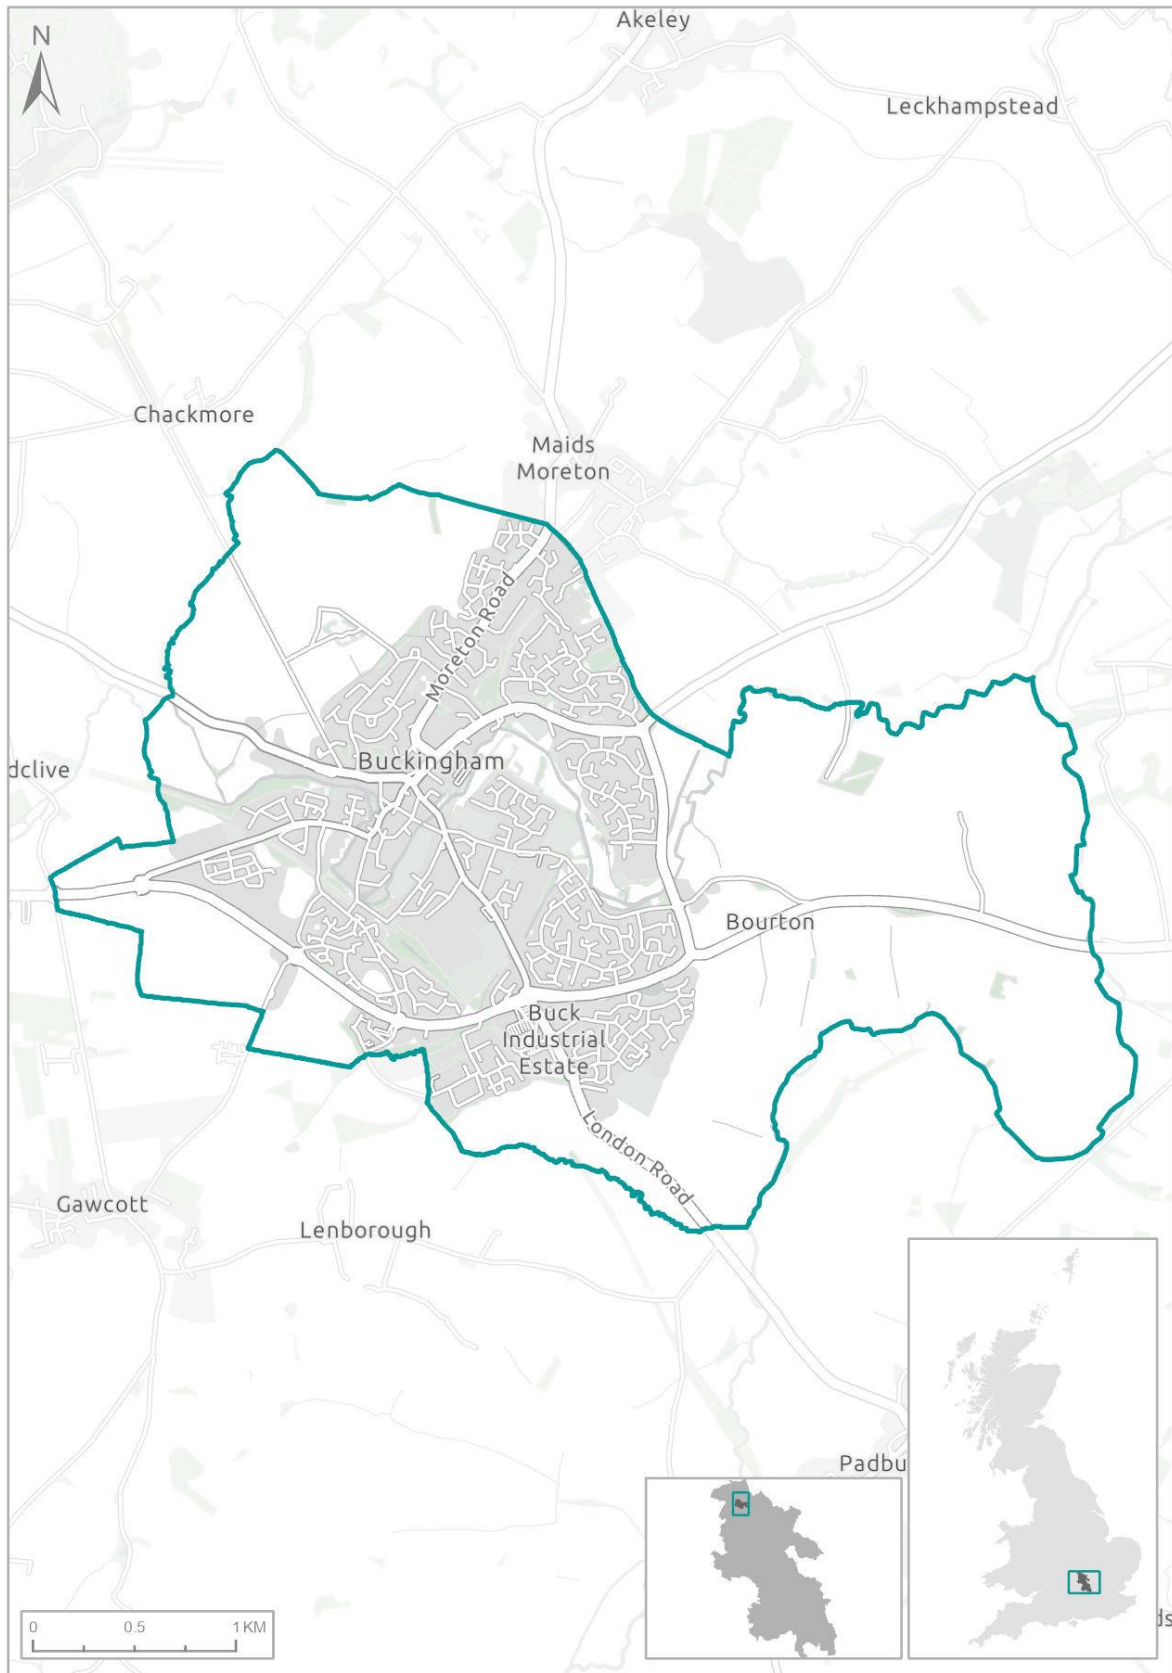 Akeley
N
Leckhampstead
Chackmore
Maids
Moreton
Moreton Road
Buckingham
dclive
Bourton
Buck
Industrial
Estate
London Road
Gawcott
Lenborough
Padbu
ds
0 0.5 1 KM